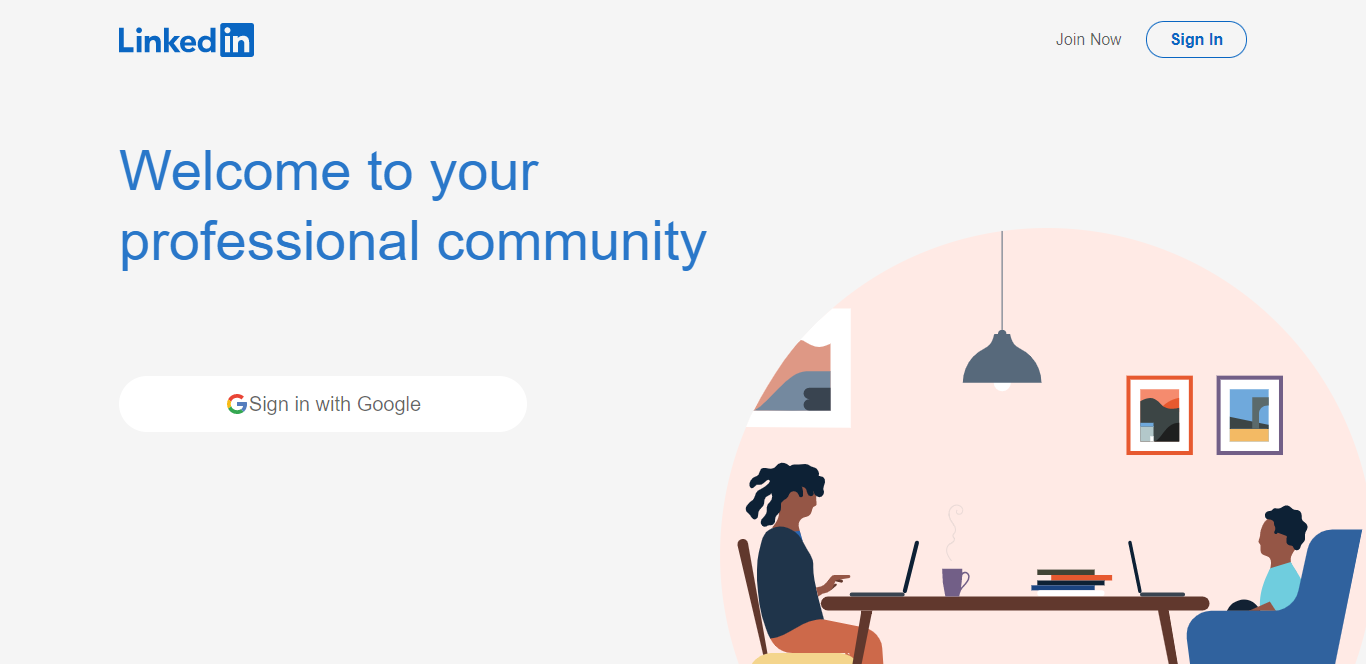 LinkedIn
Join Now
Sign In
Welcome to your
professional community
Sign in with Google